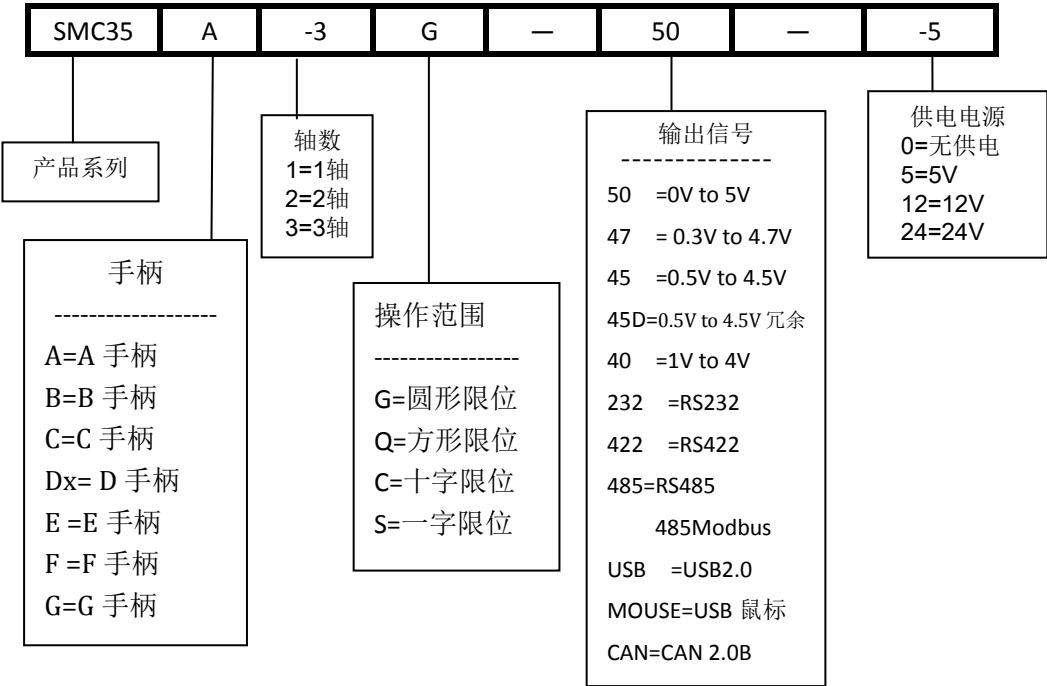 SMC35 A -3 G — 50 — -5
产品系列
手柄
-------------------
A=A 手柄
B=B 手柄
C=C 手柄
Dx= D 手柄
E =E 手柄
F =F 手柄
G=G 手柄
轴数
1=1轴
2=2轴
3=3轴
操作范围
-----------------
G=圆形限位
Q=方形限位
C=十字限位
S=一字限位
输出信号
---------------
50 =0V to 5V
47 = 0.3V to 4.7V
45 =0.5V to 4.5V
45D=0.5V to 4.5V 冗余
40 =1V to 4V
232 =RS232
422 =RS422
485=RS485
485Modbus
USB =USB2.0
MOUSE=USB 鼠标
CAN=CAN 2.0B
供电电源
0=无供电
5=5V
12=12V
24=24V